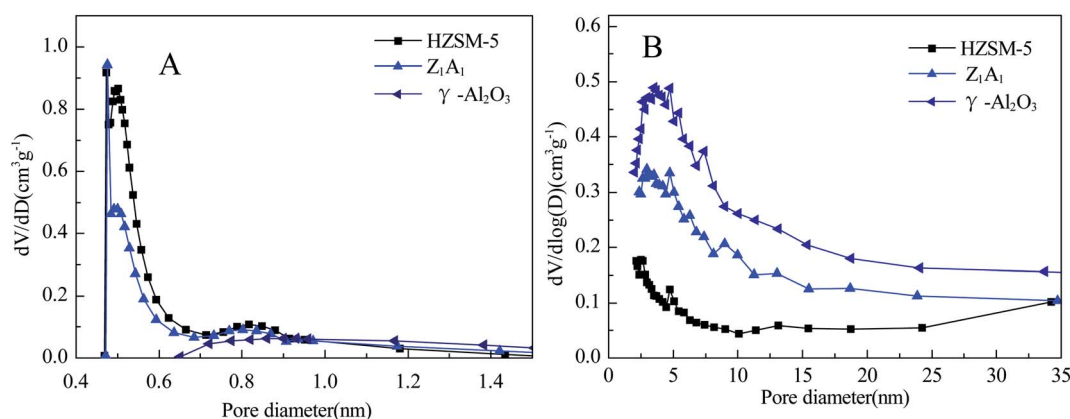 A
HZSM-5
Z₁A₁
γ-Al₂O₃
1.0
0.8
0.6
0.4
0.2
0.0
dV/dD(cm³g⁻¹)
0.4 0.6 0.8 1.0 1.2 1.4
Pore diameter(nm)
B
HZSM-5
Z₁A₁
γ-Al₂O₃
0.6
0.5
0.4
0.3
0.2
0.1
0.0
dV/dlog(D)(cm³g⁻¹)
0 5 10 15 20 25 30 35
Pore diameter(nm)